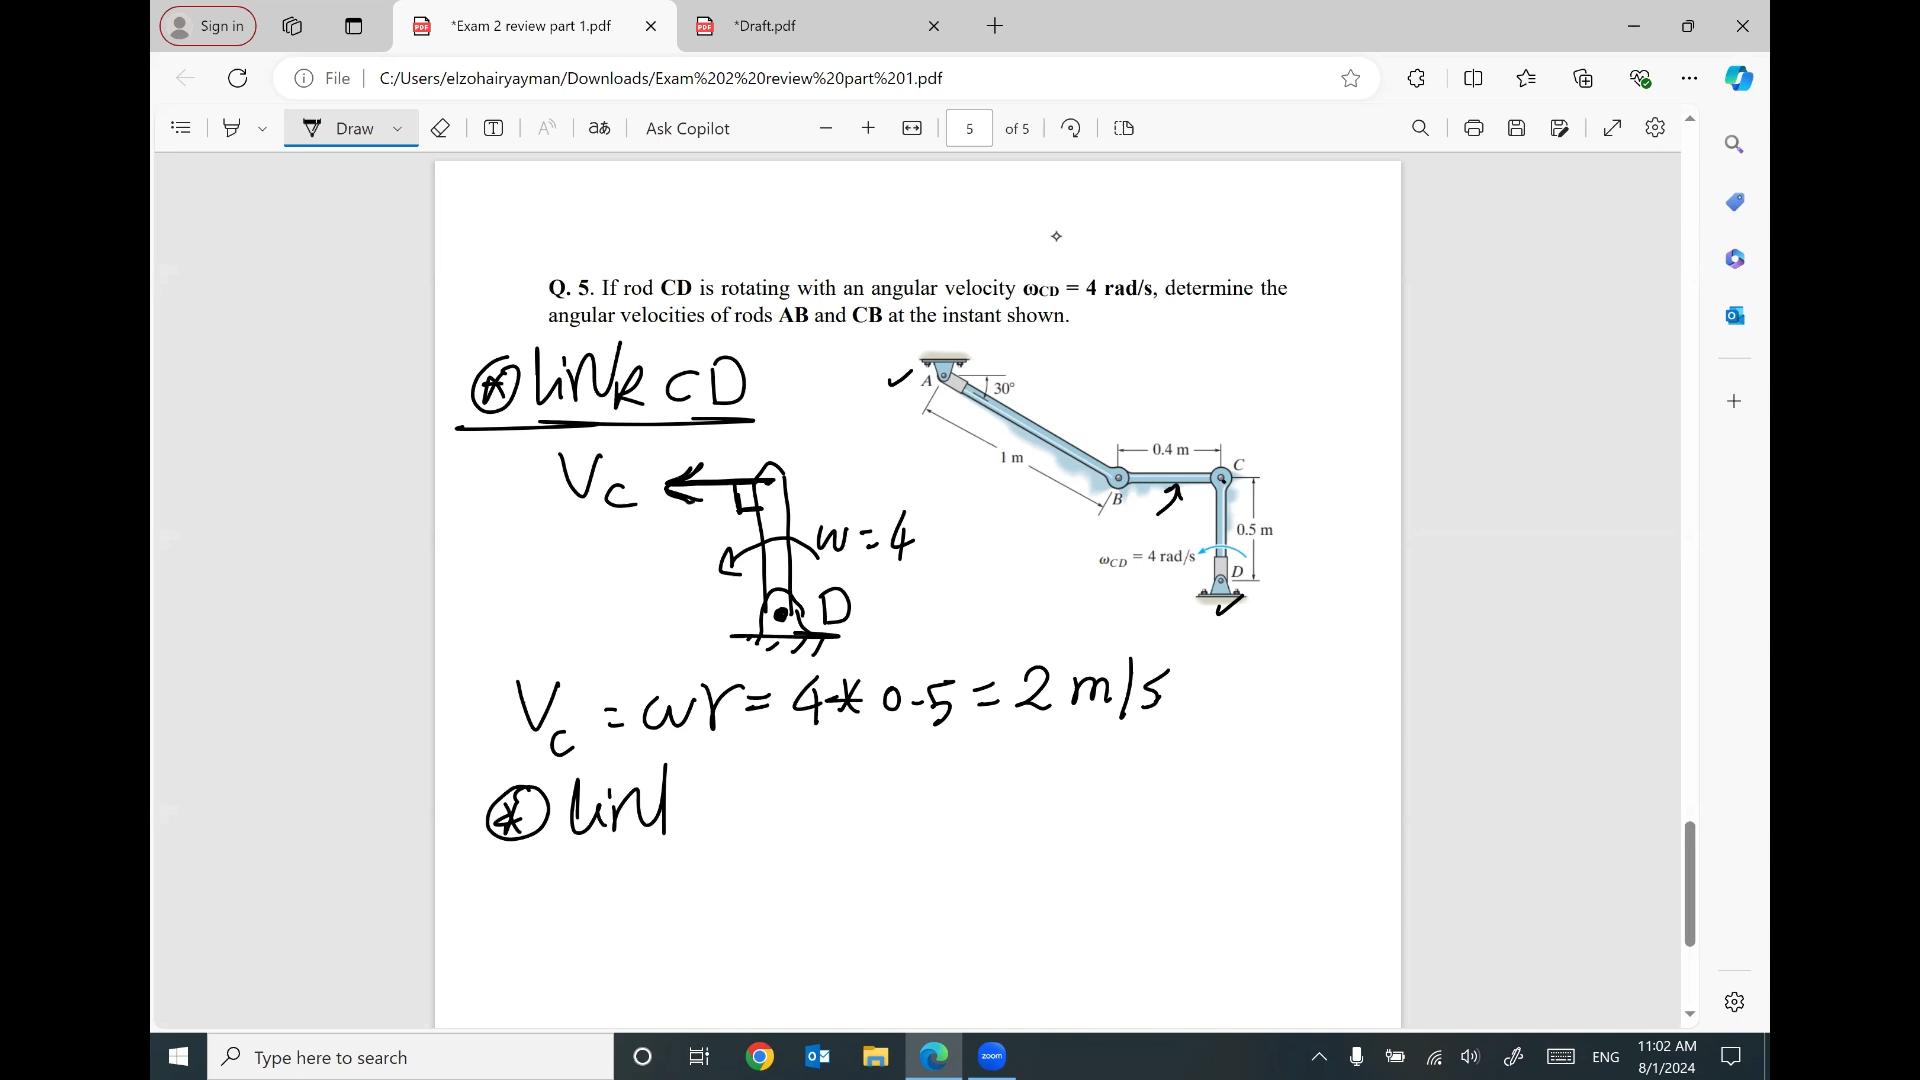 Sign in
*Exam 2 review part 1.pdf
*Draft.pdf
File
C:/Users/elzohairyayman/Downloads/Exam%202%20review%20part%201.pdf
Draw
Ask Copilot
5 of 5
Q. 5. If rod CD is rotating with an angular velocity ωCD = 4 rad/s, determine the
angular velocities of rods AB and CB at the instant shown.
* Link CD
A
30°
1 m
0.4 m
C
B
0.5 m
ωCD = 4 rad/s
D
Vc
w = 4
D
Vc = ωr = 4 * 0.5 = 2 m/s
* Link
Type here to search
zoom
ENG
11:02 AM
8/1/2024